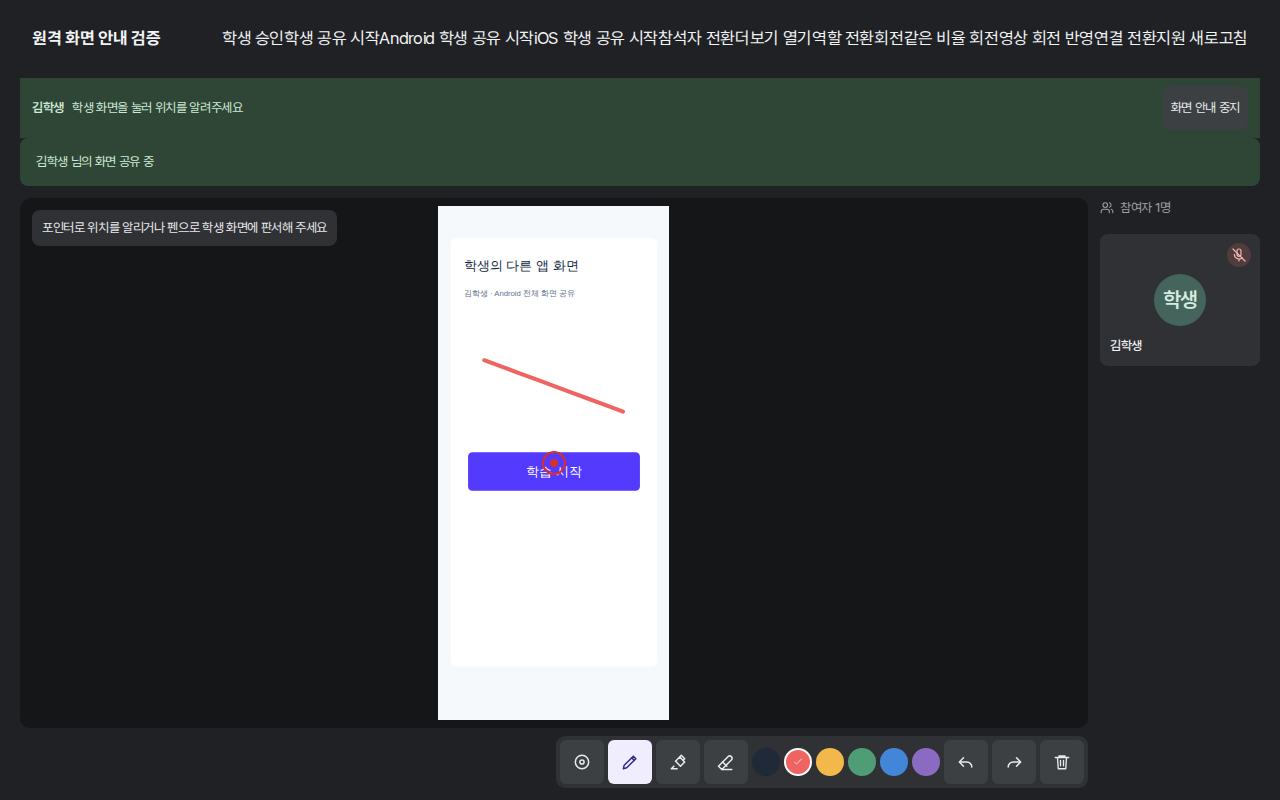 원격 화면 안내 검증
학생 승인학생 공유 시작Android 학생 공유 시작iOS 학생 공유 시작참석자 전환더보기 열기역할 전환회전같은 비율 회전영상 회전 반영연결 전환지원 새로고침
김학생 학생 화면을 눌러 위치를 알려주세요
화면 안내 중지
김학생 님의 화면 공유 중
포인터로 위치를 알리거나 펜으로 학생 화면에 판서해 주세요
참여자 1명
학생의 다른 앱 화면
김학생 · Android 전체 화면 공유
학생
김학생
학습 시작